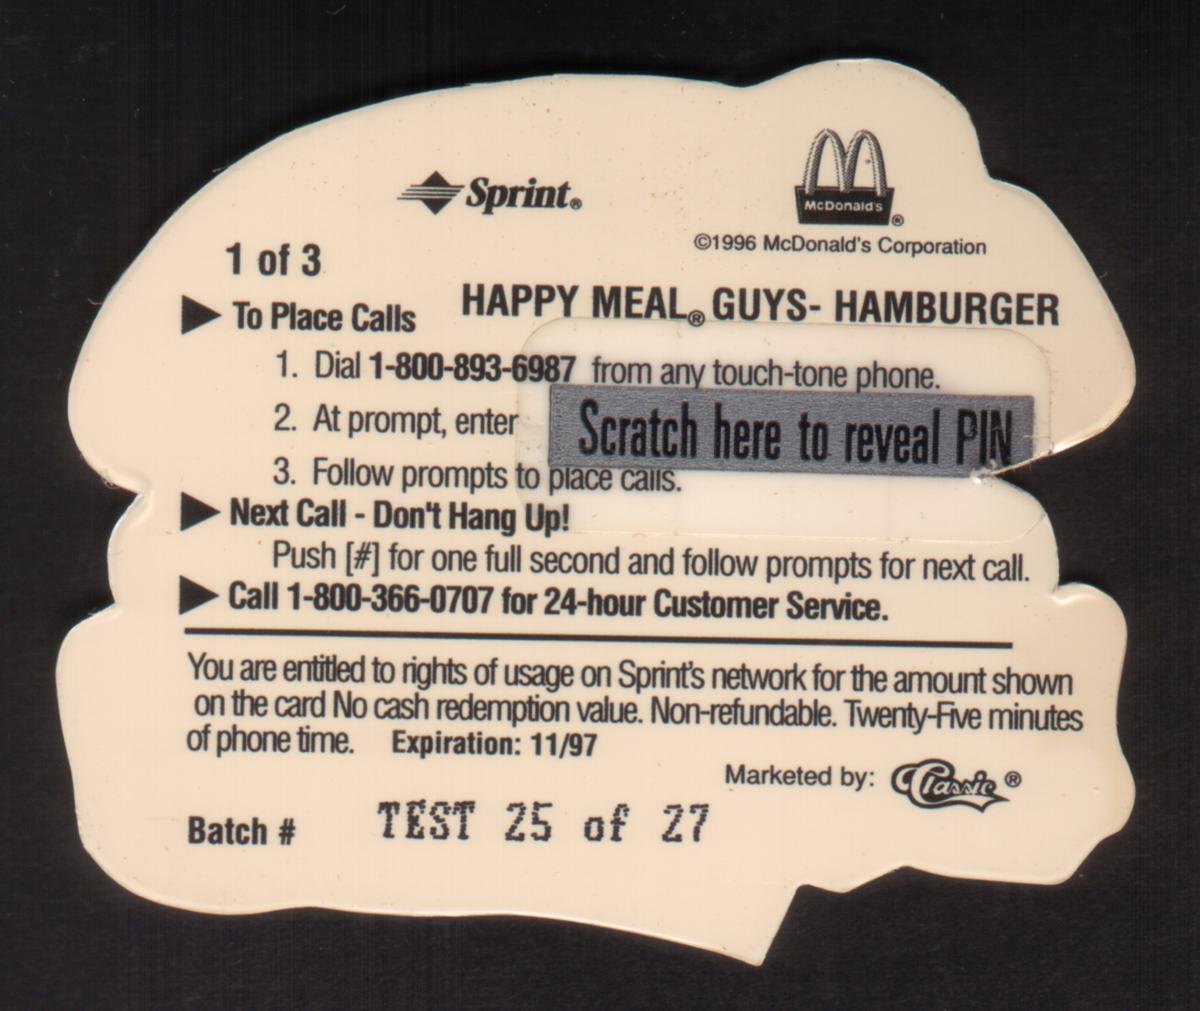 Sprint®
McDonald's®
©1996 McDonald's Corporation
1 of 3
HAPPY MEAL® GUYS- HAMBURGER
To Place Calls
1. Dial 1-800-893-6987 from any touch-tone phone.
2. At prompt, enter Scratch here to reveal PIN
3. Follow prompts to place calls.
Next Call - Don't Hang Up!
Push [#] for one full second and follow prompts for next call.
Call 1-800-366-0707 for 24-hour Customer Service.
You are entitled to rights of usage on Sprint's network for the amount shown
on the card No cash redemption value. Non-refundable. Twenty-Five minutes
of phone time. Expiration: 11/97
Marketed by: Classic®
Batch # TEST 25 of 27